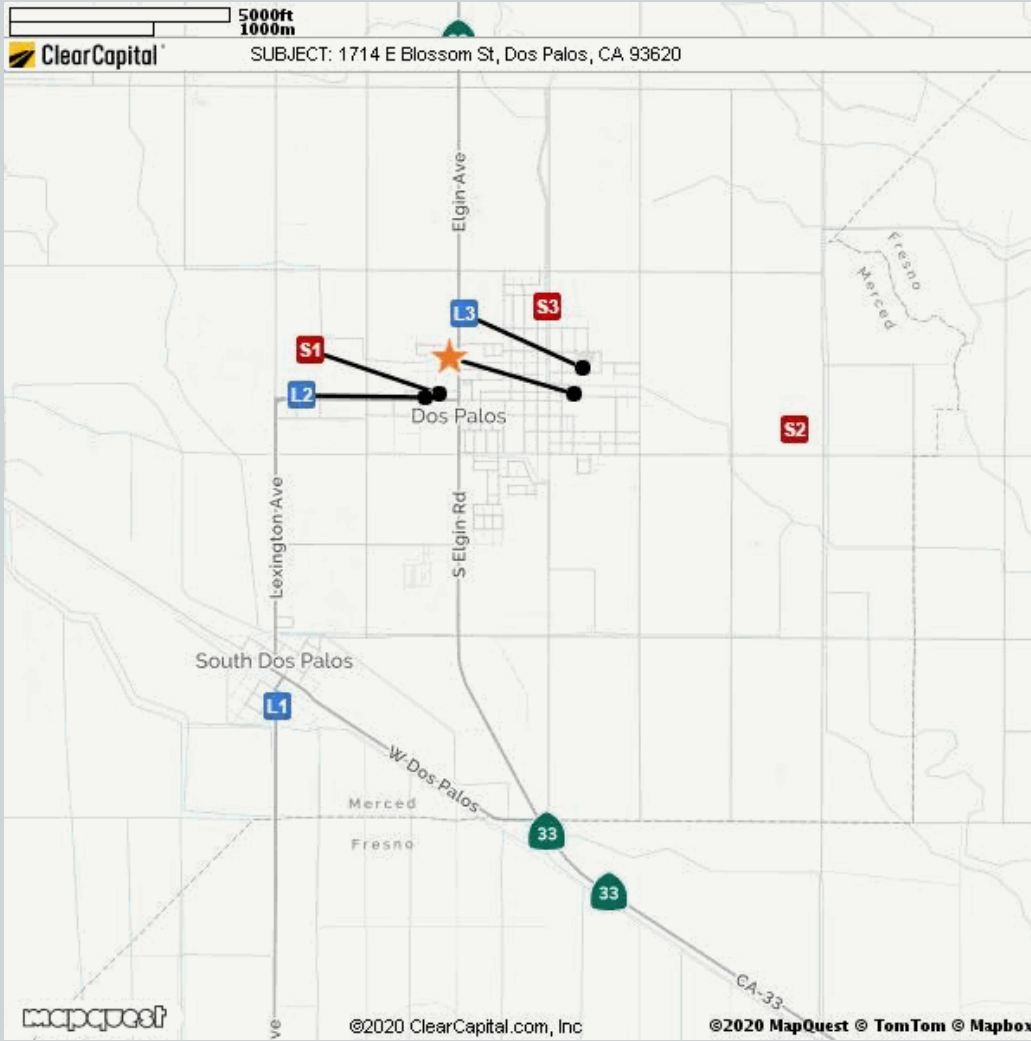 5000ft
1000m
ClearCapital
SUBJECT: 1714 E Blossom St, Dos Palos, CA 93620
Elgin Ave
Fresno
Merced
L3
S3
S1
L2
Dos Palos
S2
Lexington Ave
S Elgin Rd
South Dos Palos
L1
W Dos Palos
Merced
Fresno
33
33
CA-33
mapquest
ve
©2020 ClearCapital.com, Inc
©2020 MapQuest © TomTom © Mapbox